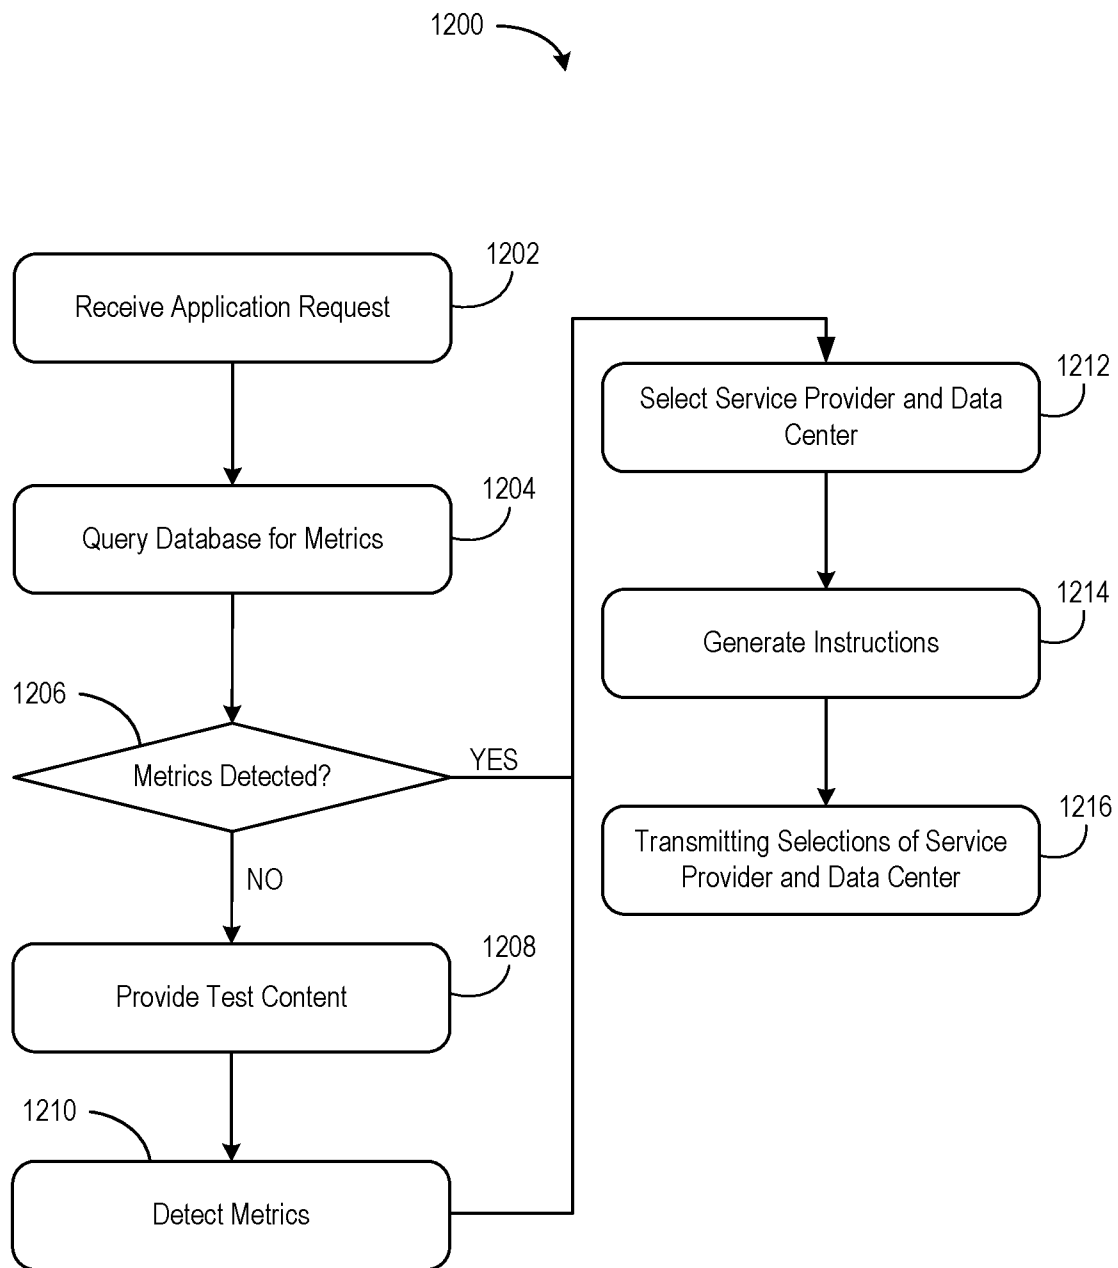 1200
1202
Receive Application Request
1204
Query Database for Metrics
1206
Metrics Detected?
YES
NO
1208
Provide Test Content
1210
Detect Metrics
1212
Select Service Provider and Data
Center
1214
Generate Instructions
1216
Transmitting Selections of Service
Provider and Data Center